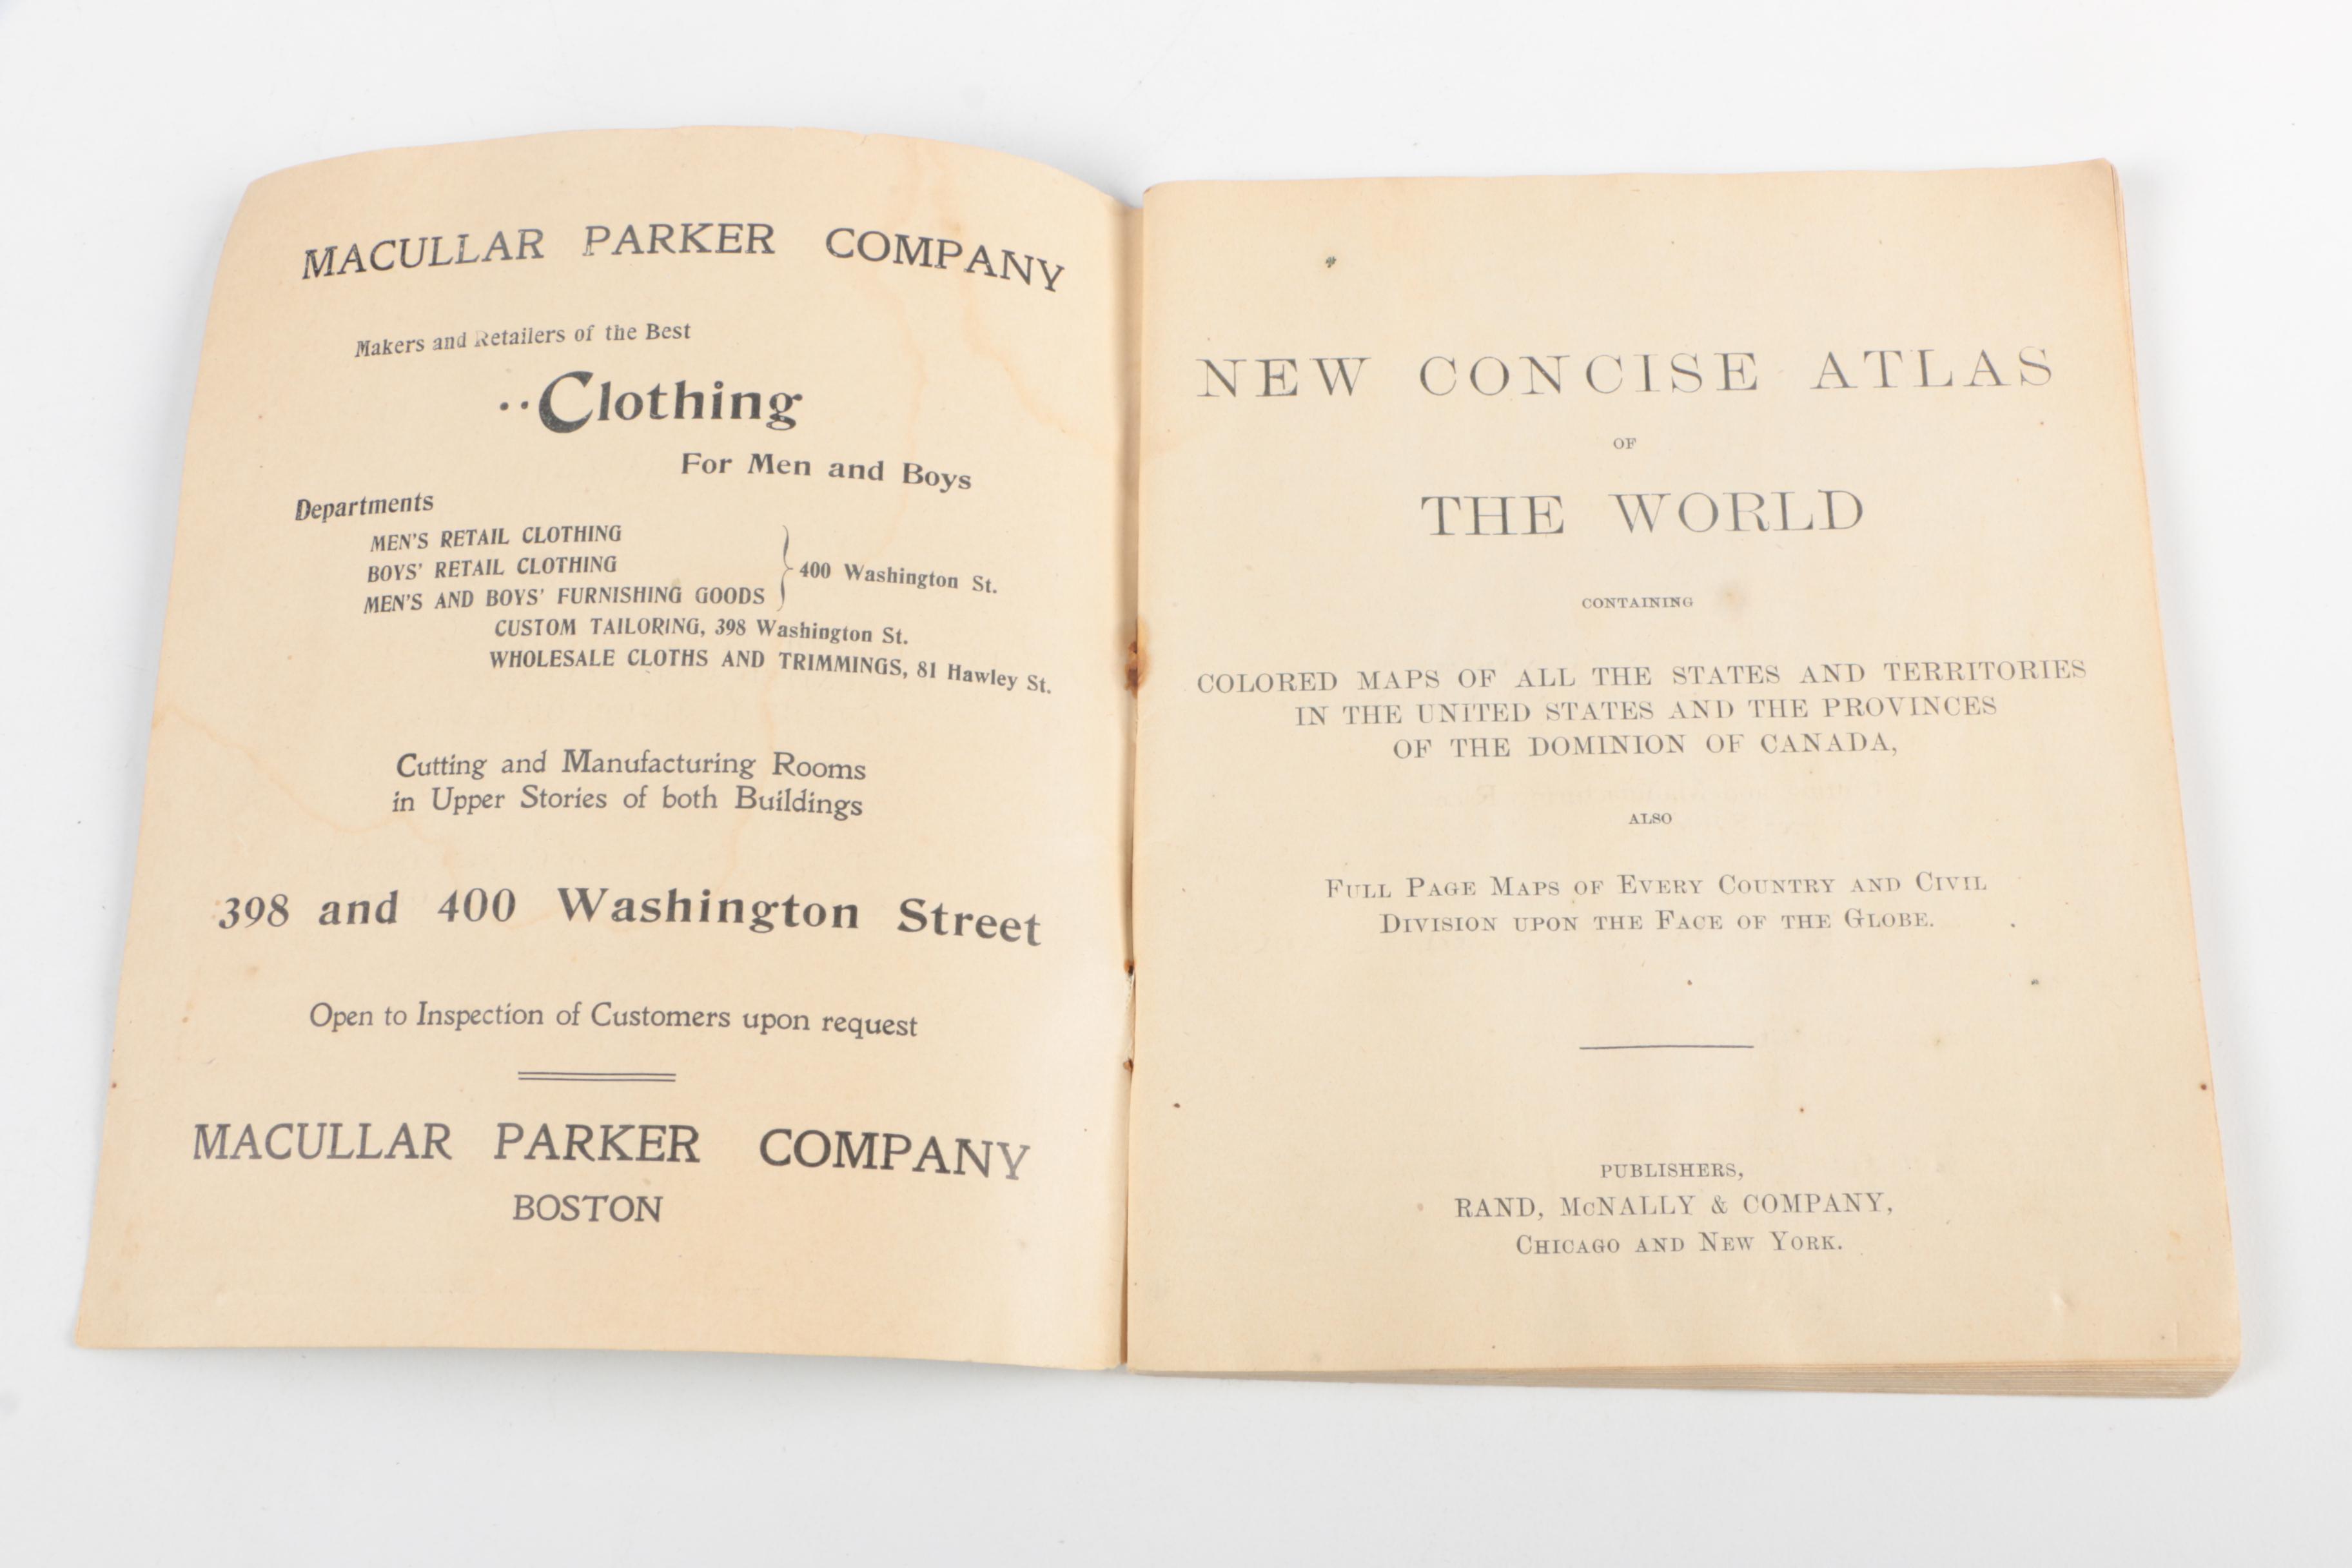 MACULLAR PARKER COMPANY
Makers and Retailers of the Best
··Clothing
For Men and Boys
Departments
MEN'S RETAIL CLOTHING
BOYS' RETAIL CLOTHING
MEN'S AND BOYS' FURNISHING GOODS
400 Washington St.
CUSTOM TAILORING, 398 Washington St.
WHOLESALE CLOTHS AND TRIMMINGS, 81 Hawley St.
Cutting and Manufacturing Rooms
in Upper Stories of both Buildings
398 and 400 Washington Street
Open to Inspection of Customers upon request
MACULLAR PARKER COMPANY
BOSTON
NEW CONCISE ATLAS
OF
THE WORLD
CONTAINING
COLORED MAPS OF ALL THE STATES AND TERRITORIES
IN THE UNITED STATES AND THE PROVINCES
OF THE DOMINION OF CANADA,
ALSO
FULL PAGE MAPS OF EVERY COUNTRY AND CIVIL
DIVISION UPON THE FACE OF THE GLOBE.
PUBLISHERS,
RAND, McNALLY & COMPANY,
CHICAGO AND NEW YORK.